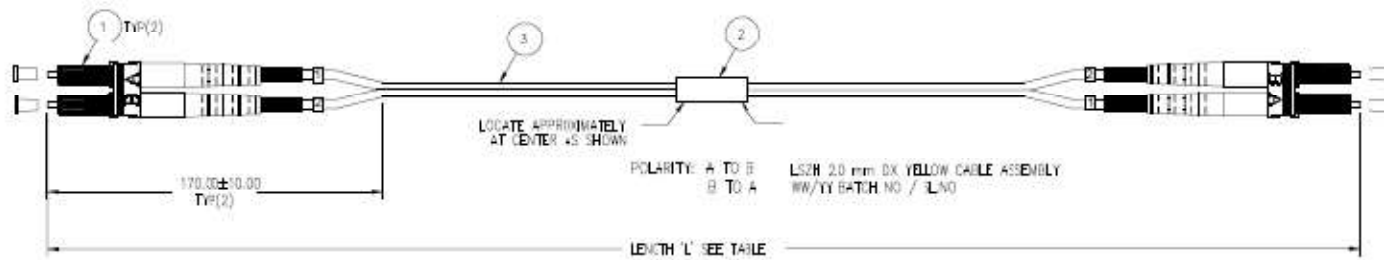 1 TYP(2)
3
2
A
B
B
A
LOCATE APPROXIMATELY
AT CENTER AS SHOWN
POLARITY: A TO B
B TO A
LSZH 2.0 mm DX YELLOW CABLE ASSEMBLY
WW/YY BATCH NO / SL.NO
170.00±10.00
TYP(2)
LENGTH 'L' SEE TABLE